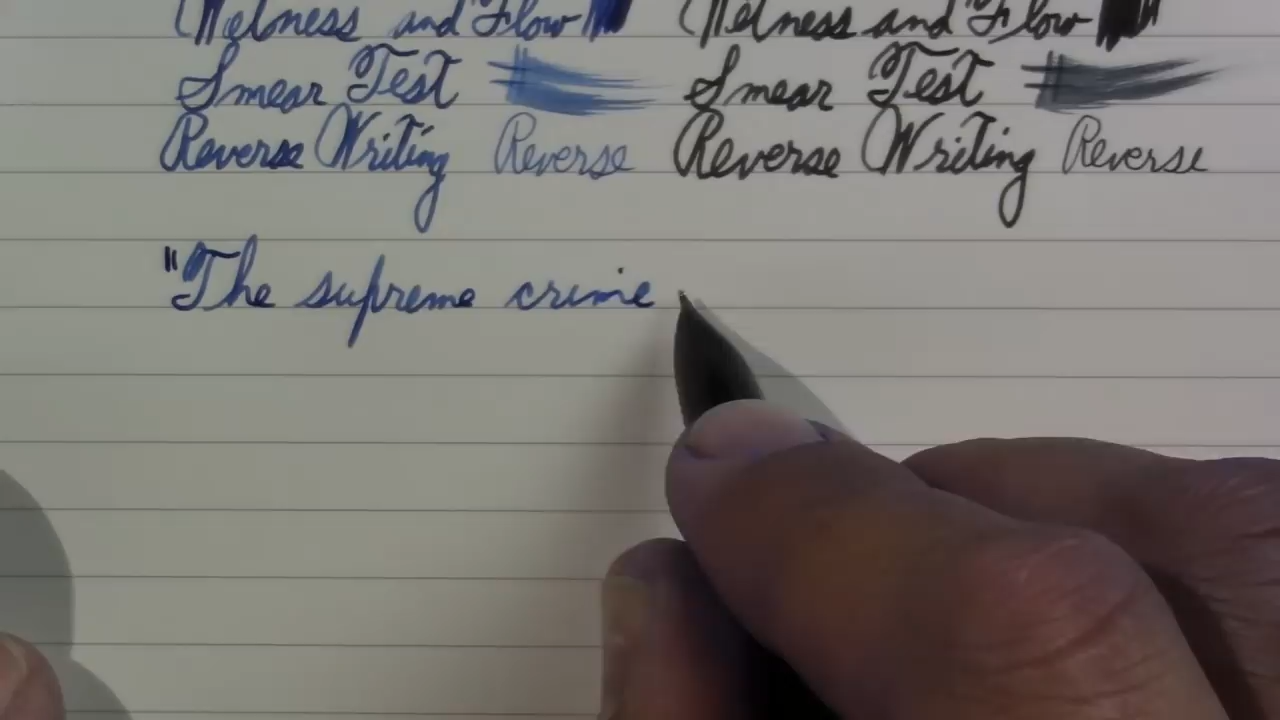 Wetness and Flow Wetness and Flow
Smear Test Smear Test
Reverse Writing Reverse Reverse Writing Reverse
"The supreme crime